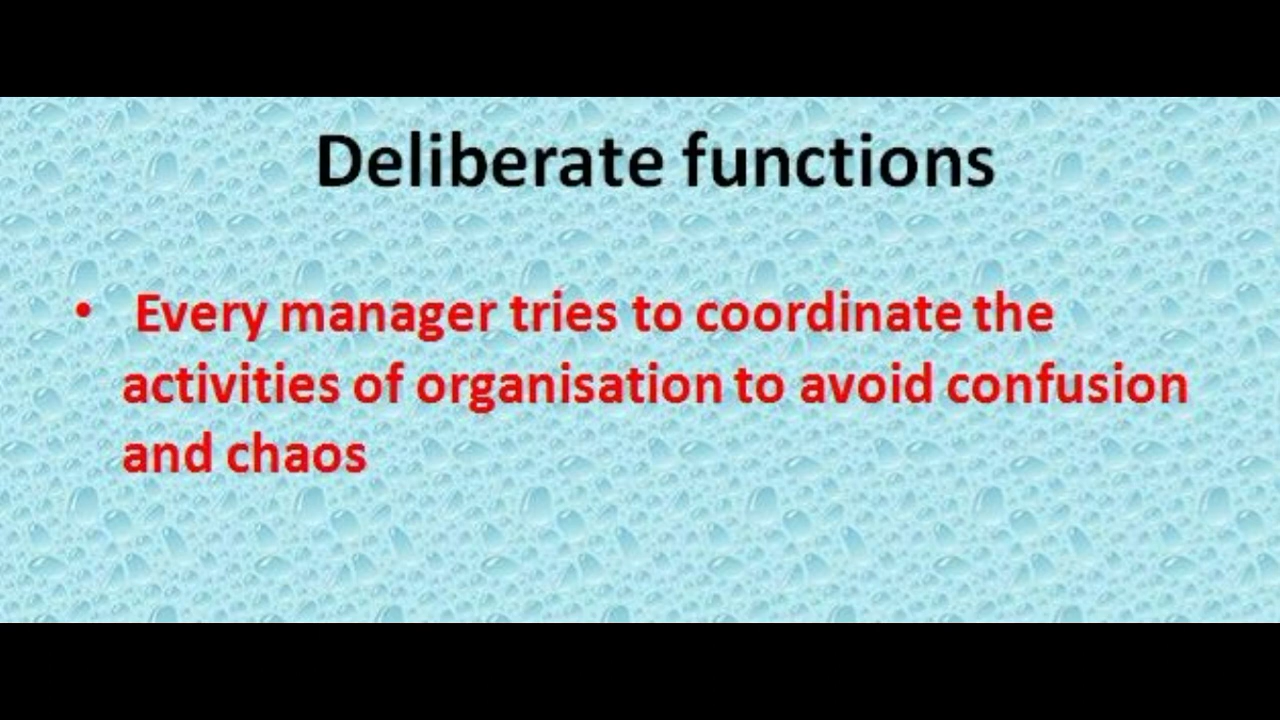 Deliberate functions
• Every manager tries to coordinate the
activities of organisation to avoid confusion
and chaos